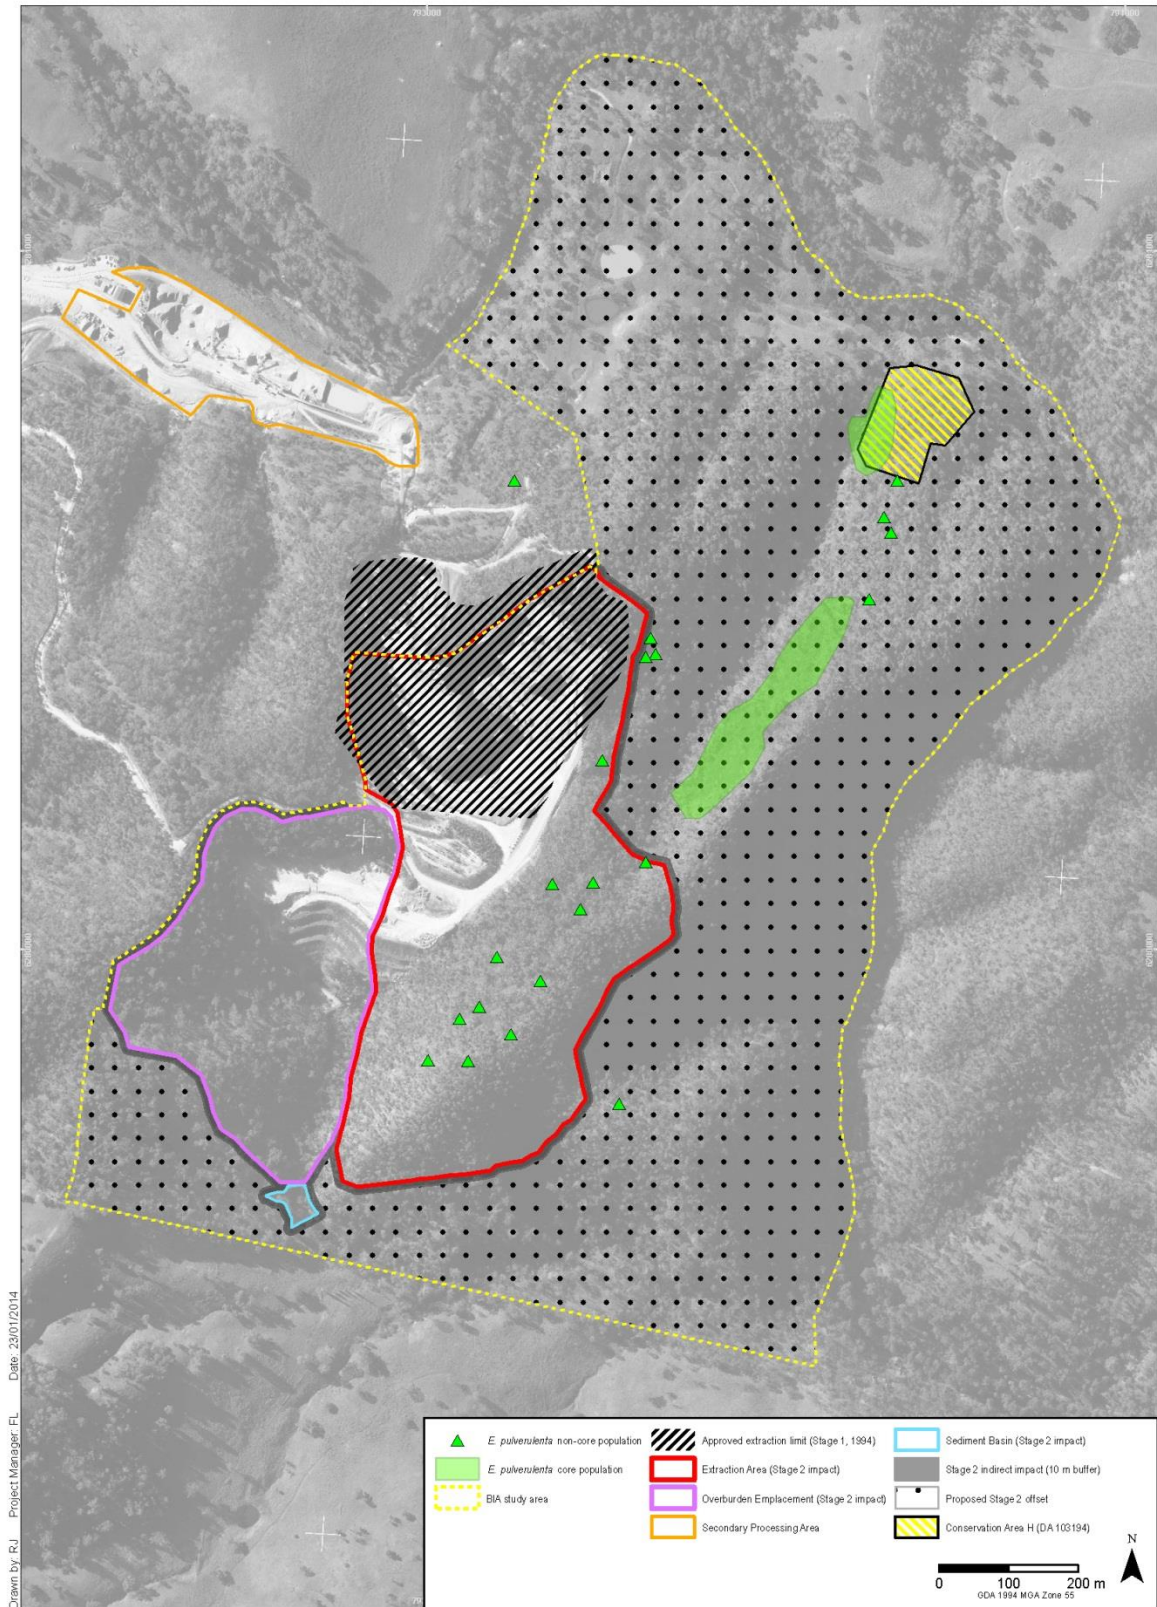 793000
794000
6261000
Drawn by: RJ Project Manager: FL Date: 23/01/2014
E. pulverulenta non-core population
E. pulverulenta core population
BIA study area
Approved extraction limit (Stage 1, 1994)
Extraction Area (Stage 2 impact)
Overburden Emplacement (Stage 2 impact)
Secondary Processing Area
Sediment Basin (Stage 2 impact)
Stage 2 indirect impact (10 m buffer)
Proposed Stage 2 offset
Conservation Area H (DA 103194)
N
0 100 200 m
GDA 1994 MGA Zone 55